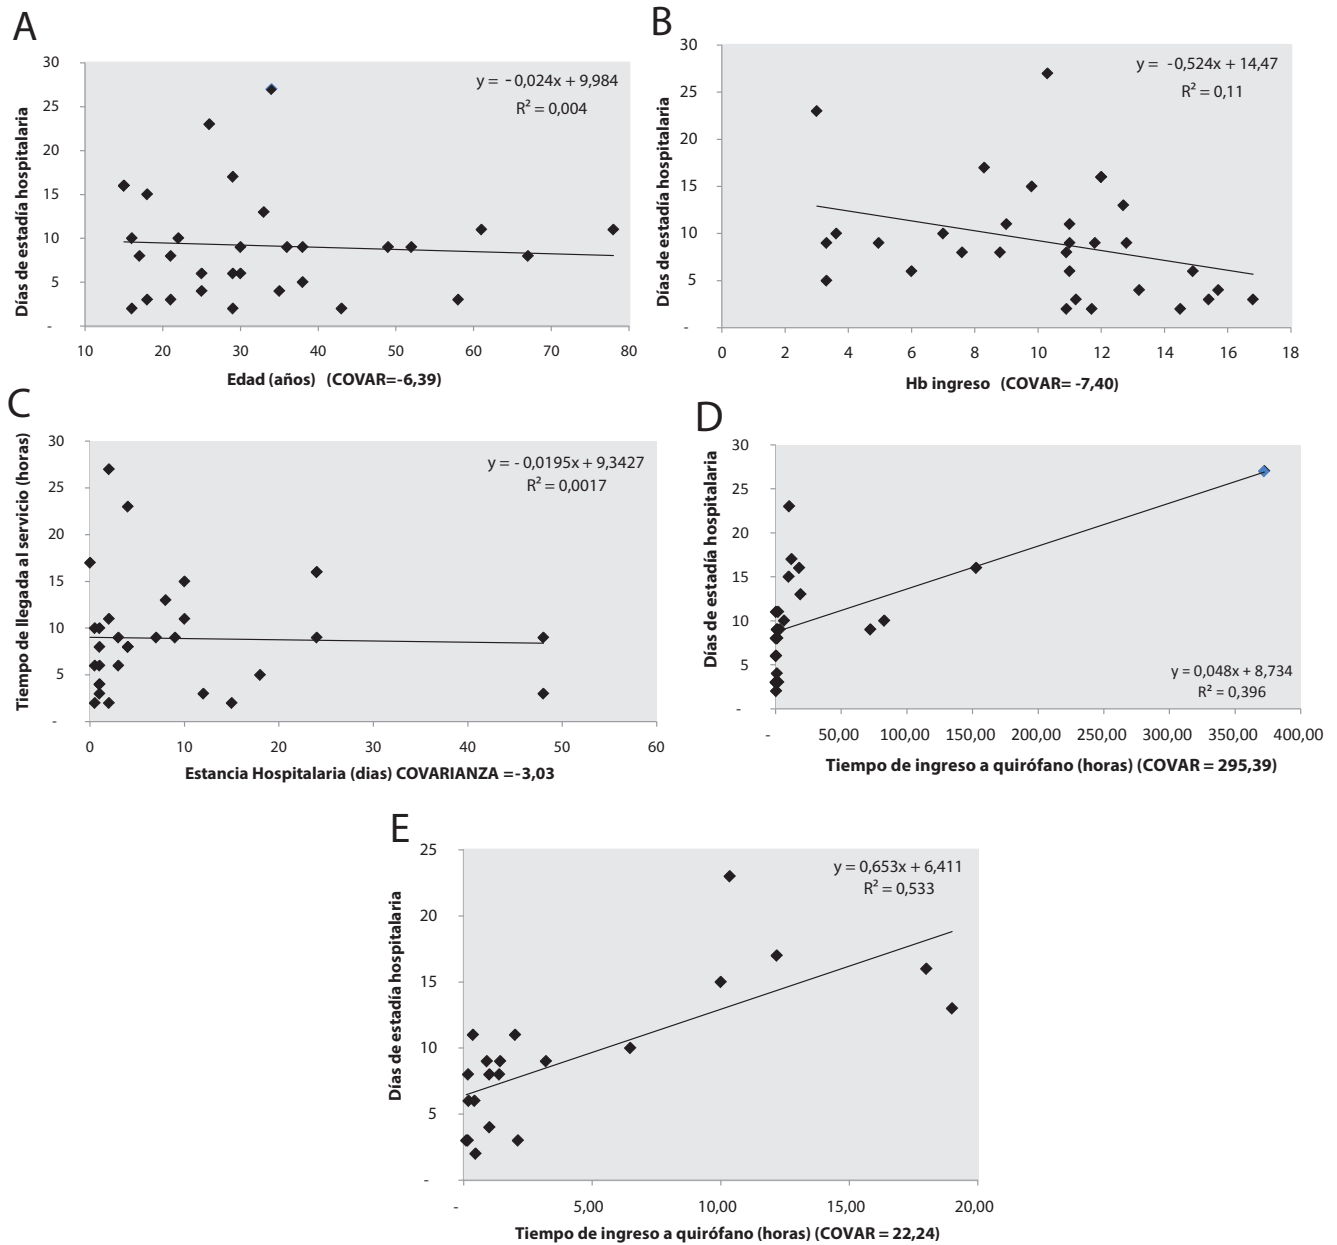 A
30
25
20
15
10
5
-
Días de estadía hospitalaria
y = -0,024x + 9,984
R² = 0,004
10 20 30 40 50 60 70 80
Edad (años) (COVAR=-6,39)
B
30
25
20
15
10
5
-
Días de estadía hospitalaria
y = -0,524x + 14,47
R² = 0,11
0 2 4 6 8 10 12 14 16 18
Hb ingreso (COVAR= -7,40)
C
30
25
20
15
10
5
-
Tiempo de llegada al servicio (horas)
y = - 0,0195x + 9,3427
R² = 0,0017
0 10 20 30 40 50 60
Estancia Hospitalaria (dias) COVARIANZA =-3,03
D
30
25
20
15
10
5
-
Días de estadía hospitalaria
y = 0,048x + 8,734
R² = 0,396
- 50,00 100,00 150,00 200,00 250,00 300,00 350,00 400,00
Tiempo de ingreso a quirófano (horas) (COVAR = 295,39)
E
25
20
15
10
5
-
Días de estadía hospitalaria
y = 0,653x + 6,411
R² = 0,533
- 5,00 10,00 15,00 20,00
Tiempo de ingreso a quirófano (horas) (COVAR = 22,24)